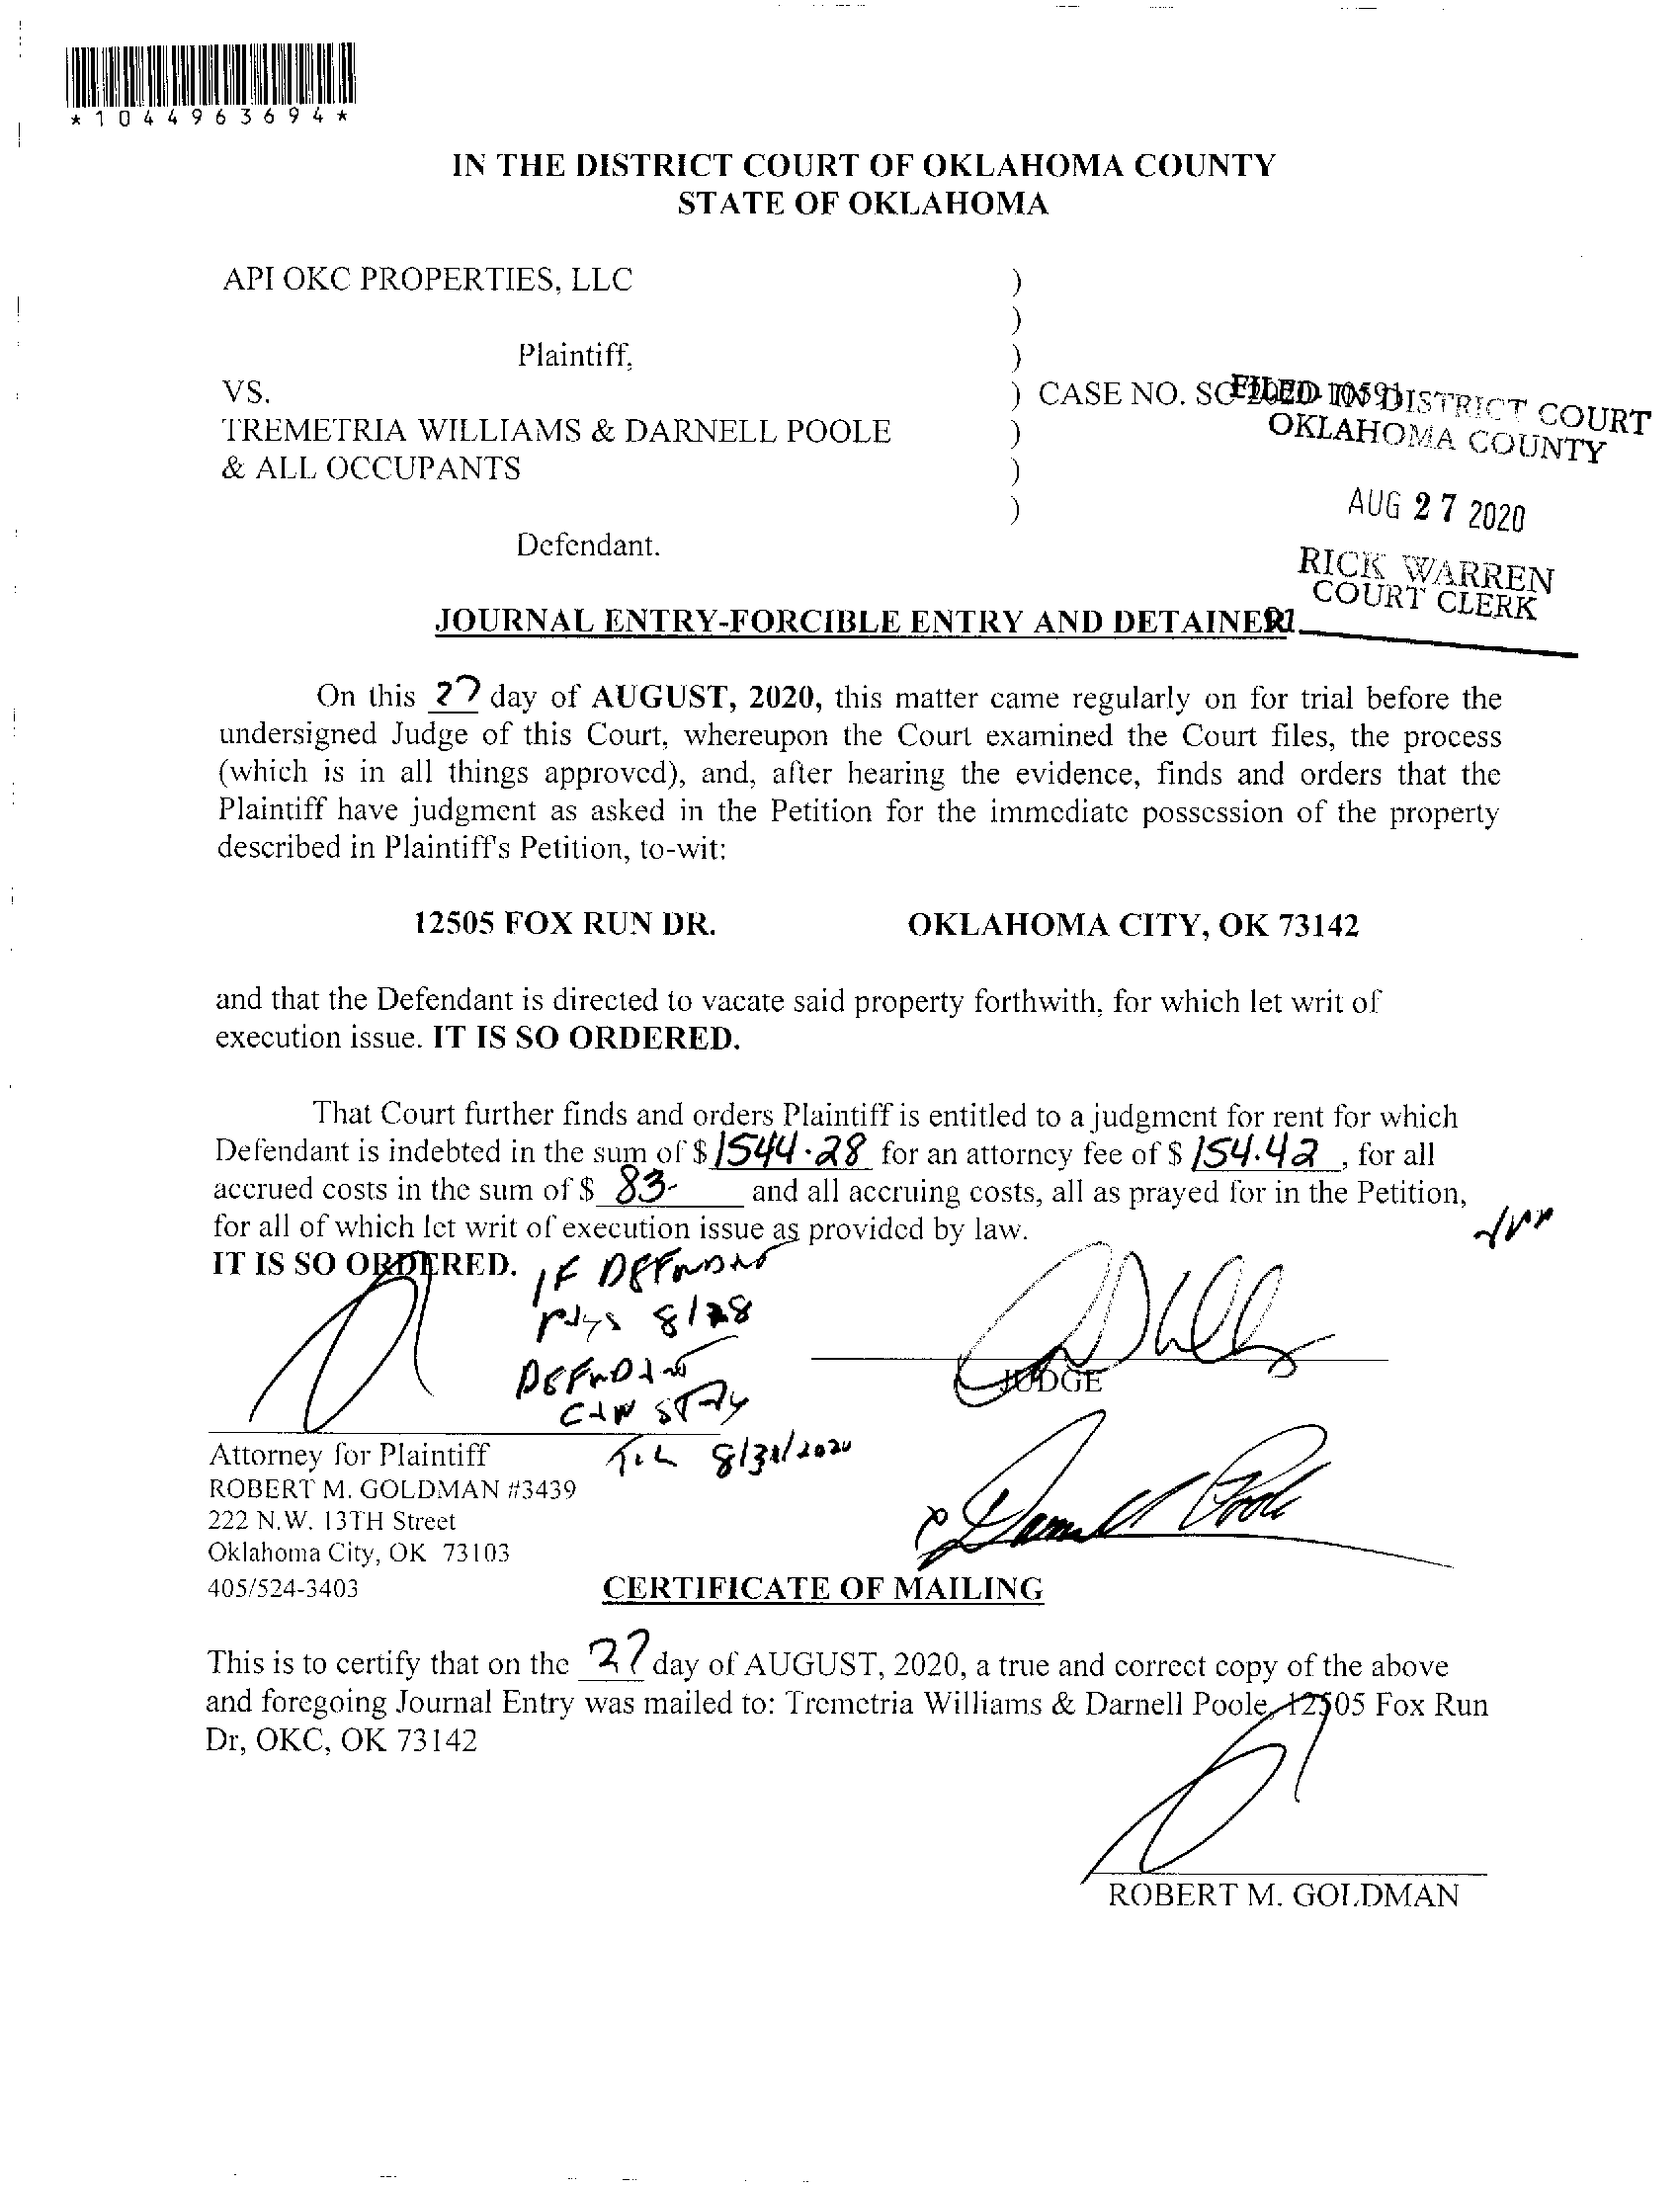 *1044963694*
IN THE DISTRICT COURT OF OKLAHOMA COUNTY
STATE OF OKLAHOMA
API OKC PROPERTIES, LLC )
)
Plaintiff, )
VS. ) CASE NO. SC-2020-10591
FILED IN DISTRICT COURT
TREMETRIA WILLIAMS & DARNELL POOLE )
OKLAHOMA COUNTY
& ALL OCCUPANTS )
)
AUG 27 2020
Defendant.
RICK WARREN
COURT CLERK
JOURNAL ENTRY-FORCIBLE ENTRY AND DETAINER
On this 27 day of AUGUST, 2020, this matter came regularly on for trial before the
undersigned Judge of this Court, whereupon the Court examined the Court files, the process
(which is in all things approved), and, after hearing the evidence, finds and orders that the
Plaintiff have judgment as asked in the Petition for the immediate possession of the property
described in Plaintiff's Petition, to-wit:
12505 FOX RUN DR. OKLAHOMA CITY, OK 73142
and that the Defendant is directed to vacate said property forthwith, for which let writ of
execution issue. IT IS SO ORDERED.
That Court further finds and orders Plaintiff is entitled to a judgment for rent for which
Defendant is indebted in the sum of $ 1544.28 for an attorney fee of $ 154.42, for all
accrued costs in the sum of $ 83- and all accruing costs, all as prayed for in the Petition,
for all of which let writ of execution issue as provided by law.
IT IS SO ORDERED.
IF DEFENDANT
PAYS 8/28
DEFENDANT
CAN STAY
JUDGE
TIL 8/31/2020
Attorney for Plaintiff
ROBERT M. GOLDMAN #3439
222 N.W. 13TH Street
x Darnell Poole
Oklahoma City, OK 73103
405/524-3403
CERTIFICATE OF MAILING
This is to certify that on the 27 day of AUGUST, 2020, a true and correct copy of the above
and foregoing Journal Entry was mailed to: Tremetria Williams & Darnell Poole, 12505 Fox Run
Dr, OKC, OK 73142
ROBERT M. GOLDMAN